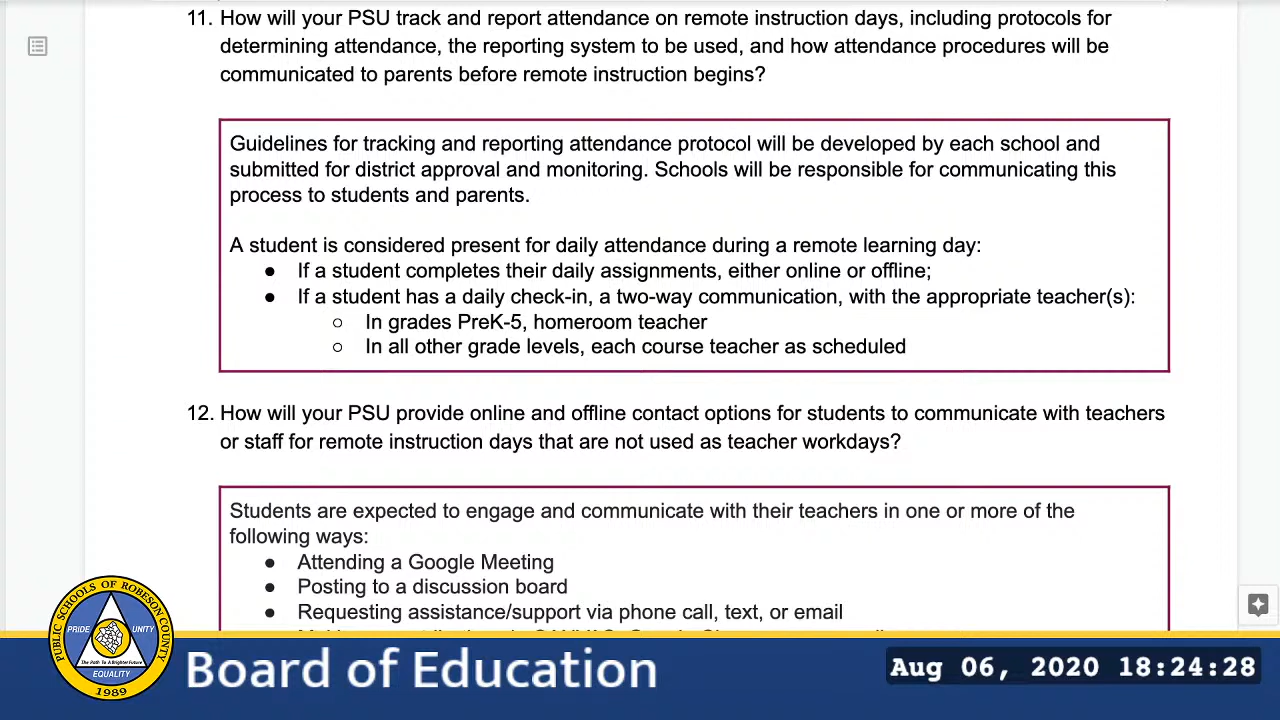 11. How will your PSU track and report attendance on remote instruction days, including protocols for
determining attendance, the reporting system to be used, and how attendance procedures will be
communicated to parents before remote instruction begins?
Guidelines for tracking and reporting attendance protocol will be developed by each school and
submitted for district approval and monitoring. Schools will be responsible for communicating this
process to students and parents.
A student is considered present for daily attendance during a remote learning day:
● If a student completes their daily assignments, either online or offline;
● If a student has a daily check-in, a two-way communication, with the appropriate teacher(s):
○ In grades PreK-5, homeroom teacher
○ In all other grade levels, each course teacher as scheduled
12. How will your PSU provide online and offline contact options for students to communicate with teachers
or staff for remote instruction days that are not used as teacher workdays?
Students are expected to engage and communicate with their teachers in one or more of the
following ways:
● Attending a Google Meeting
● Posting to a discussion board
● Requesting assistance/support via phone call, text, or email
PUBLIC SCHOOLS OF ROBESON COUNTY
PRIDE UNITY
The Path To A Brighter Future
EQUALITY
1989
Board of Education
Aug 06, 2020 18:24:28